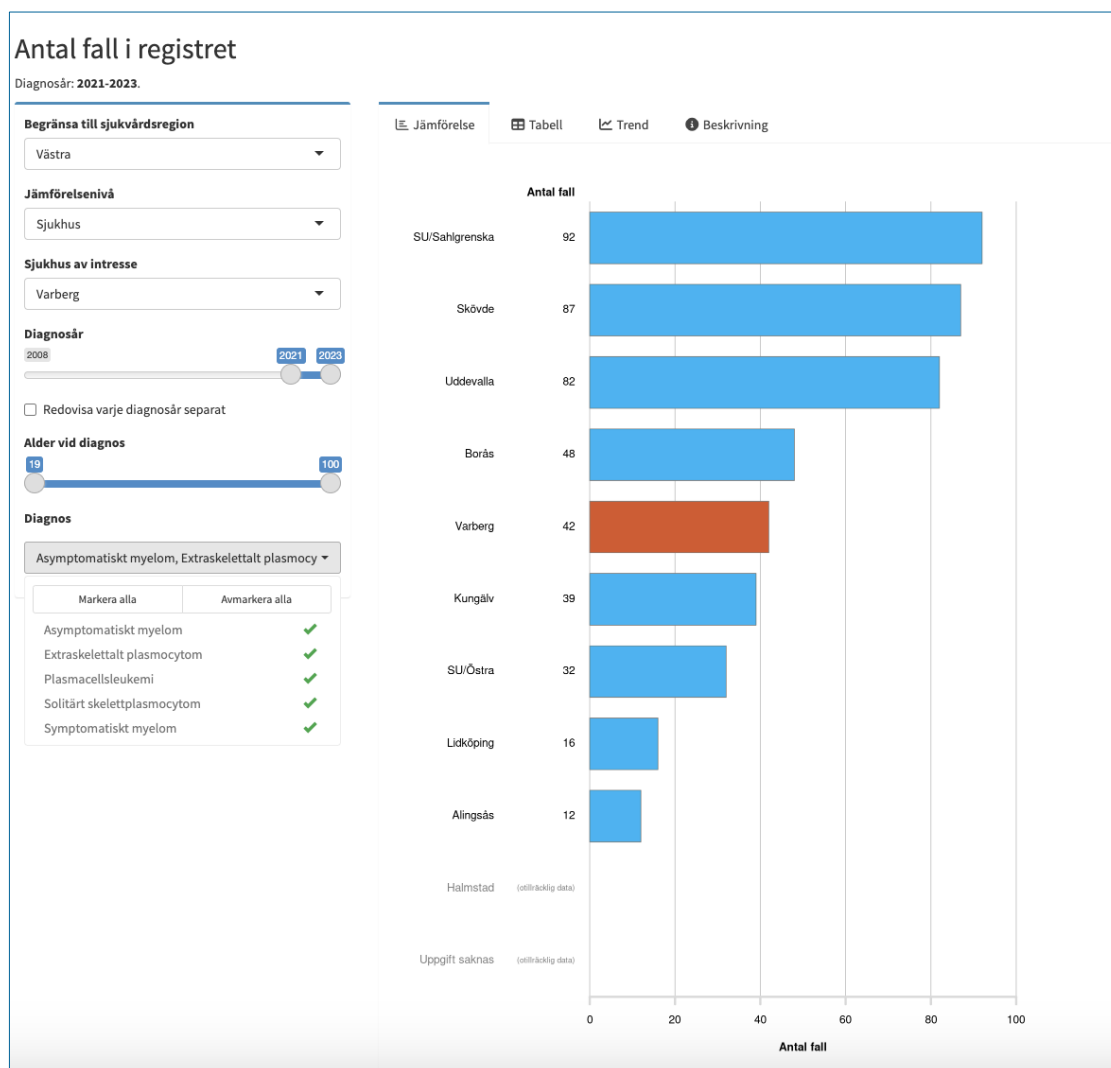 Antal fall i registret
Diagnosår: 2021-2023.
Begränsa till sjukvårdsregion
Västra
Jämförelsenivå
Sjukhus
Sjukhus av intresse
Varberg
Diagnosår
2008 2021 2023
Redovisa varje diagnosår separat
Alder vid diagnos
19 100
Diagnos
Asymptomatiskt myelom, Extraskelettalt plasmocy
Markera alla Avmarkera alla
Asymptomatiskt myelom
Extraskelettalt plasmocytom
Plasmacellsleukemi
Solitärt skelettplasmocytom
Symptomatiskt myelom
Jämförelse Tabell Trend Beskrivning
Antal fall
SU/Sahlgrenska 92
Skövde 87
Uddevalla 82
Borås 48
Varberg 42
Kungälv 39
SU/Östra 32
Lidköping 16
Alingsås 12
Halmstad (otillräcklig data)
Uppgift saknas (otillräcklig data)
0 20 40 60 80 100
Antal fall